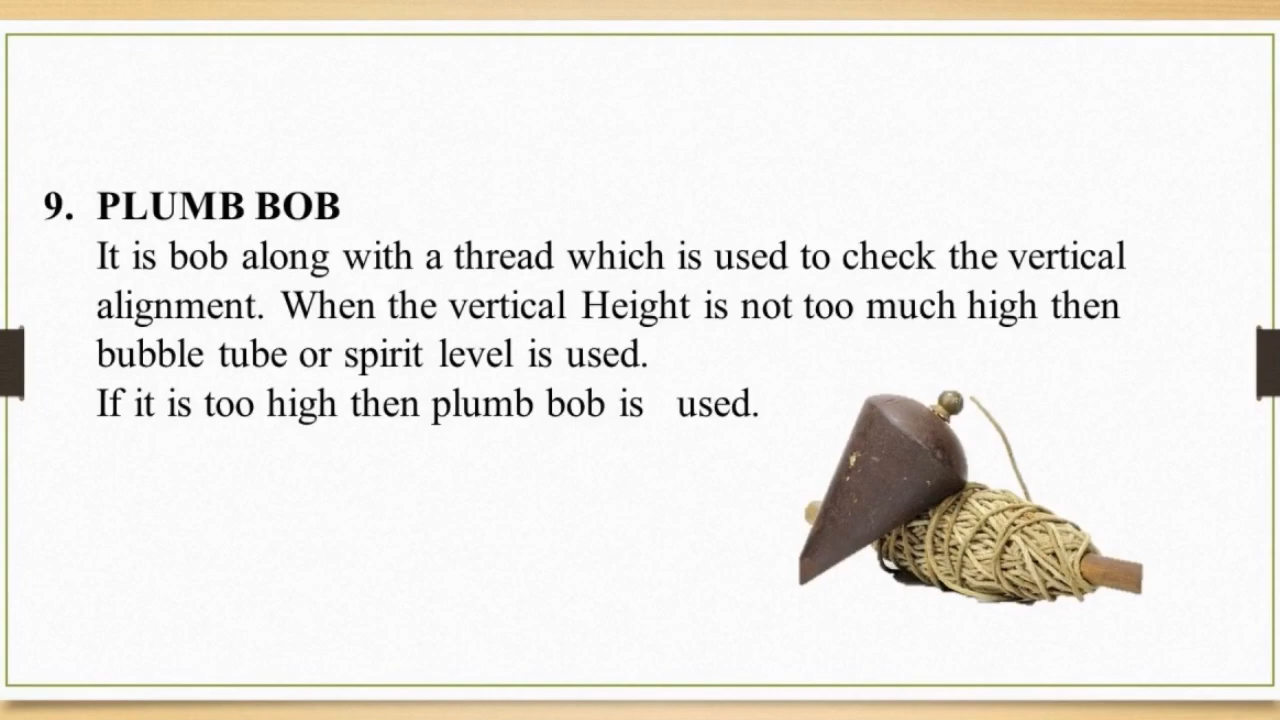 9. PLUMB BOB
It is bob along with a thread which is used to check the vertical
alignment. When the vertical Height is not too much high then
bubble tube or spirit level is used.
If it is too high then plumb bob is used.